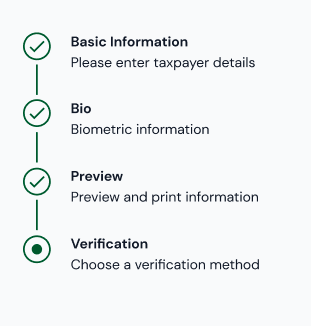 Basic Information
Please enter taxpayer details
Bio
Biometric information
Preview
Preview and print information
Verification
Choose a verification method